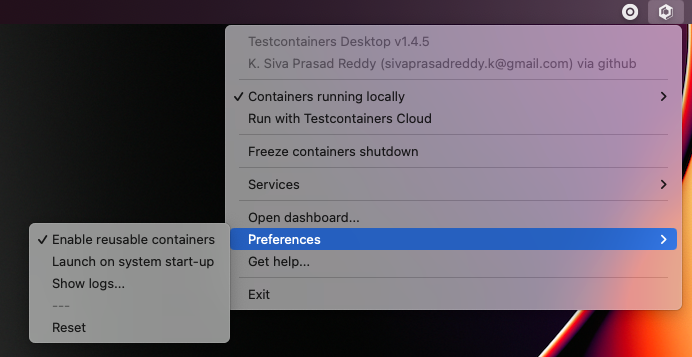 Testcontainers Desktop v1.4.5
K. Siva Prasad Reddy (sivaprasadreddy.k@gmail.com) via github
Containers running locally
Run with Testcontainers Cloud
Freeze containers shutdown
Services
Open dashboard...
Preferences
Get help...
Exit
Enable reusable containers
Launch on system start-up
Show logs...
---
Reset